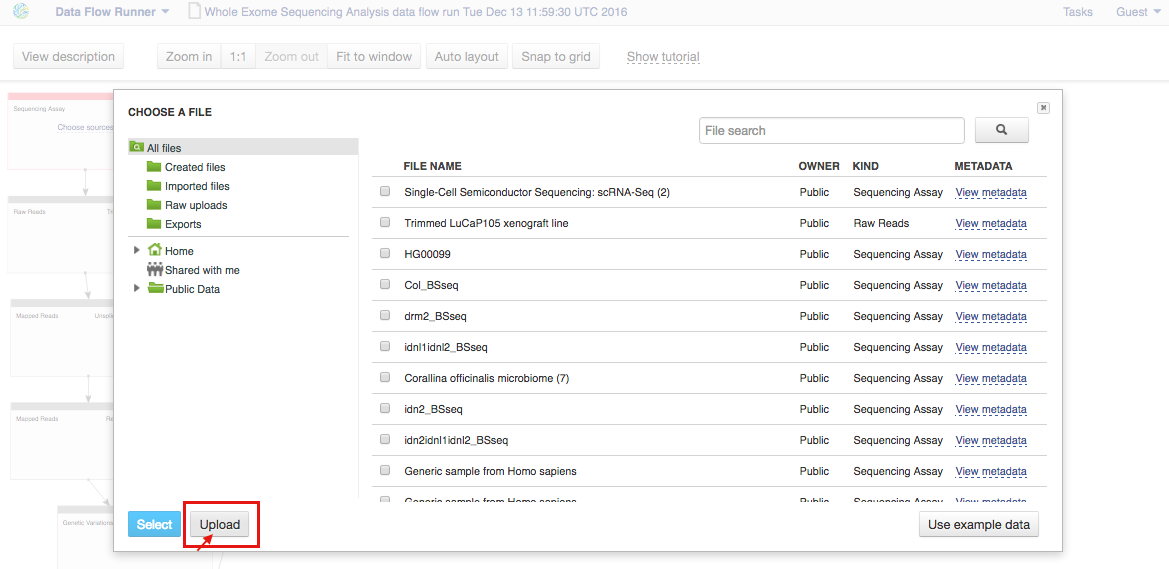 Data Flow Runner Whole Exome Sequencing Analysis data flow run Tue Dec 13 11:59:30 UTC 2016 Tasks Guest
View description Zoom in 1:1 Zoom out Fit to window Auto layout Snap to grid Show tutorial
Sequencing Assay
Choose sources
Raw Reads
Mapped Reads
Mapped Reads
Genetic Variations
CHOOSE A FILE
File search
All files
Created files
Imported files
Raw uploads
Exports
Home
Shared with me
Public Data
FILE NAME OWNER KIND METADATA
Single-Cell Semiconductor Sequencing: scRNA-Seq (2) Public Sequencing Assay View metadata
Trimmed LuCaP105 xenograft line Public Raw Reads View metadata
HG00099 Public Sequencing Assay View metadata
Col_BSseq Public Sequencing Assay View metadata
drm2_BSseq Public Sequencing Assay View metadata
idnl1idnl2_BSseq Public Sequencing Assay View metadata
Corallina officinalis microbiome (7) Public Sequencing Assay View metadata
idn2_BSseq Public Sequencing Assay View metadata
idn2idnl1idnl2_BSseq Public Sequencing Assay View metadata
Generic sample from Homo sapiens Public Sequencing Assay View metadata
Generic sample from Homo sapiens Public Sequencing Assay View metadata
Select Upload Use example data